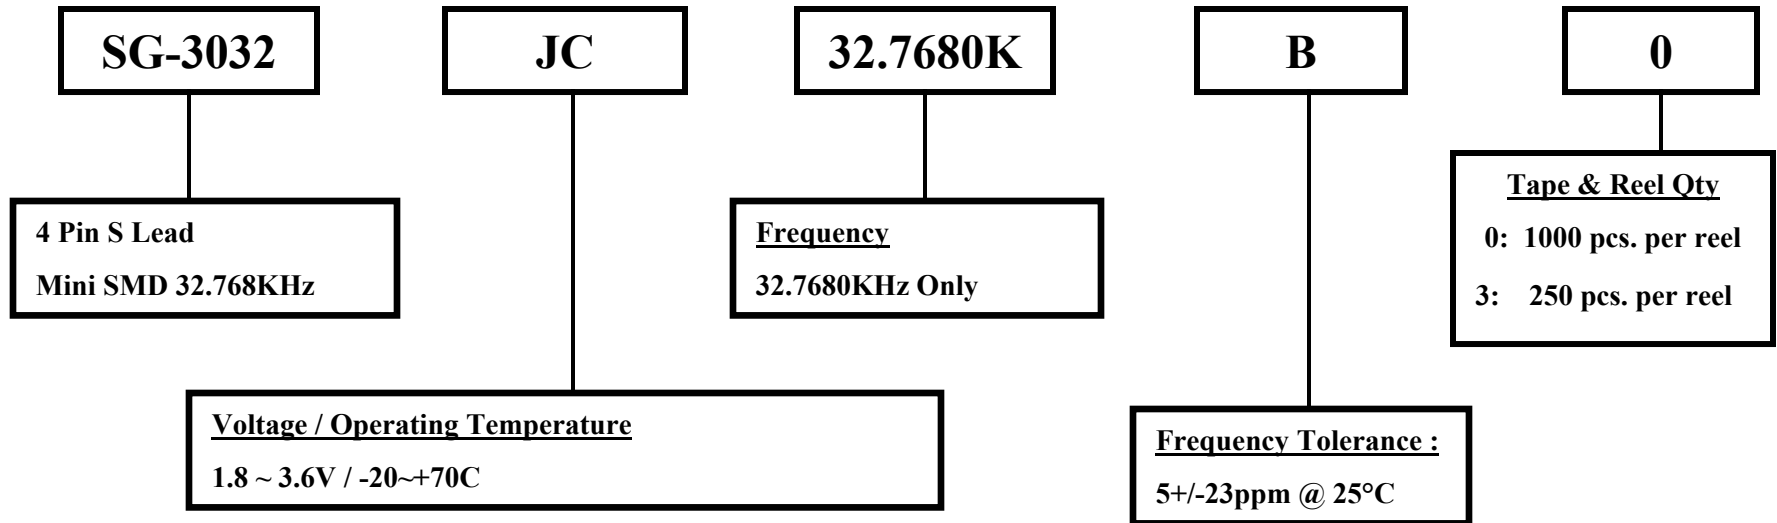 SG-3032
JC
32.7680K
B
0
4 Pin S Lead
Mini SMD 32.768KHz
Voltage / Operating Temperature
1.8 ~ 3.6V / -20~+70C
Frequency
32.7680KHz Only
Frequency Tolerance :
5+/-23ppm @ 25°C
Tape & Reel Qty
0: 1000 pcs. per reel
3: 250 pcs. per reel